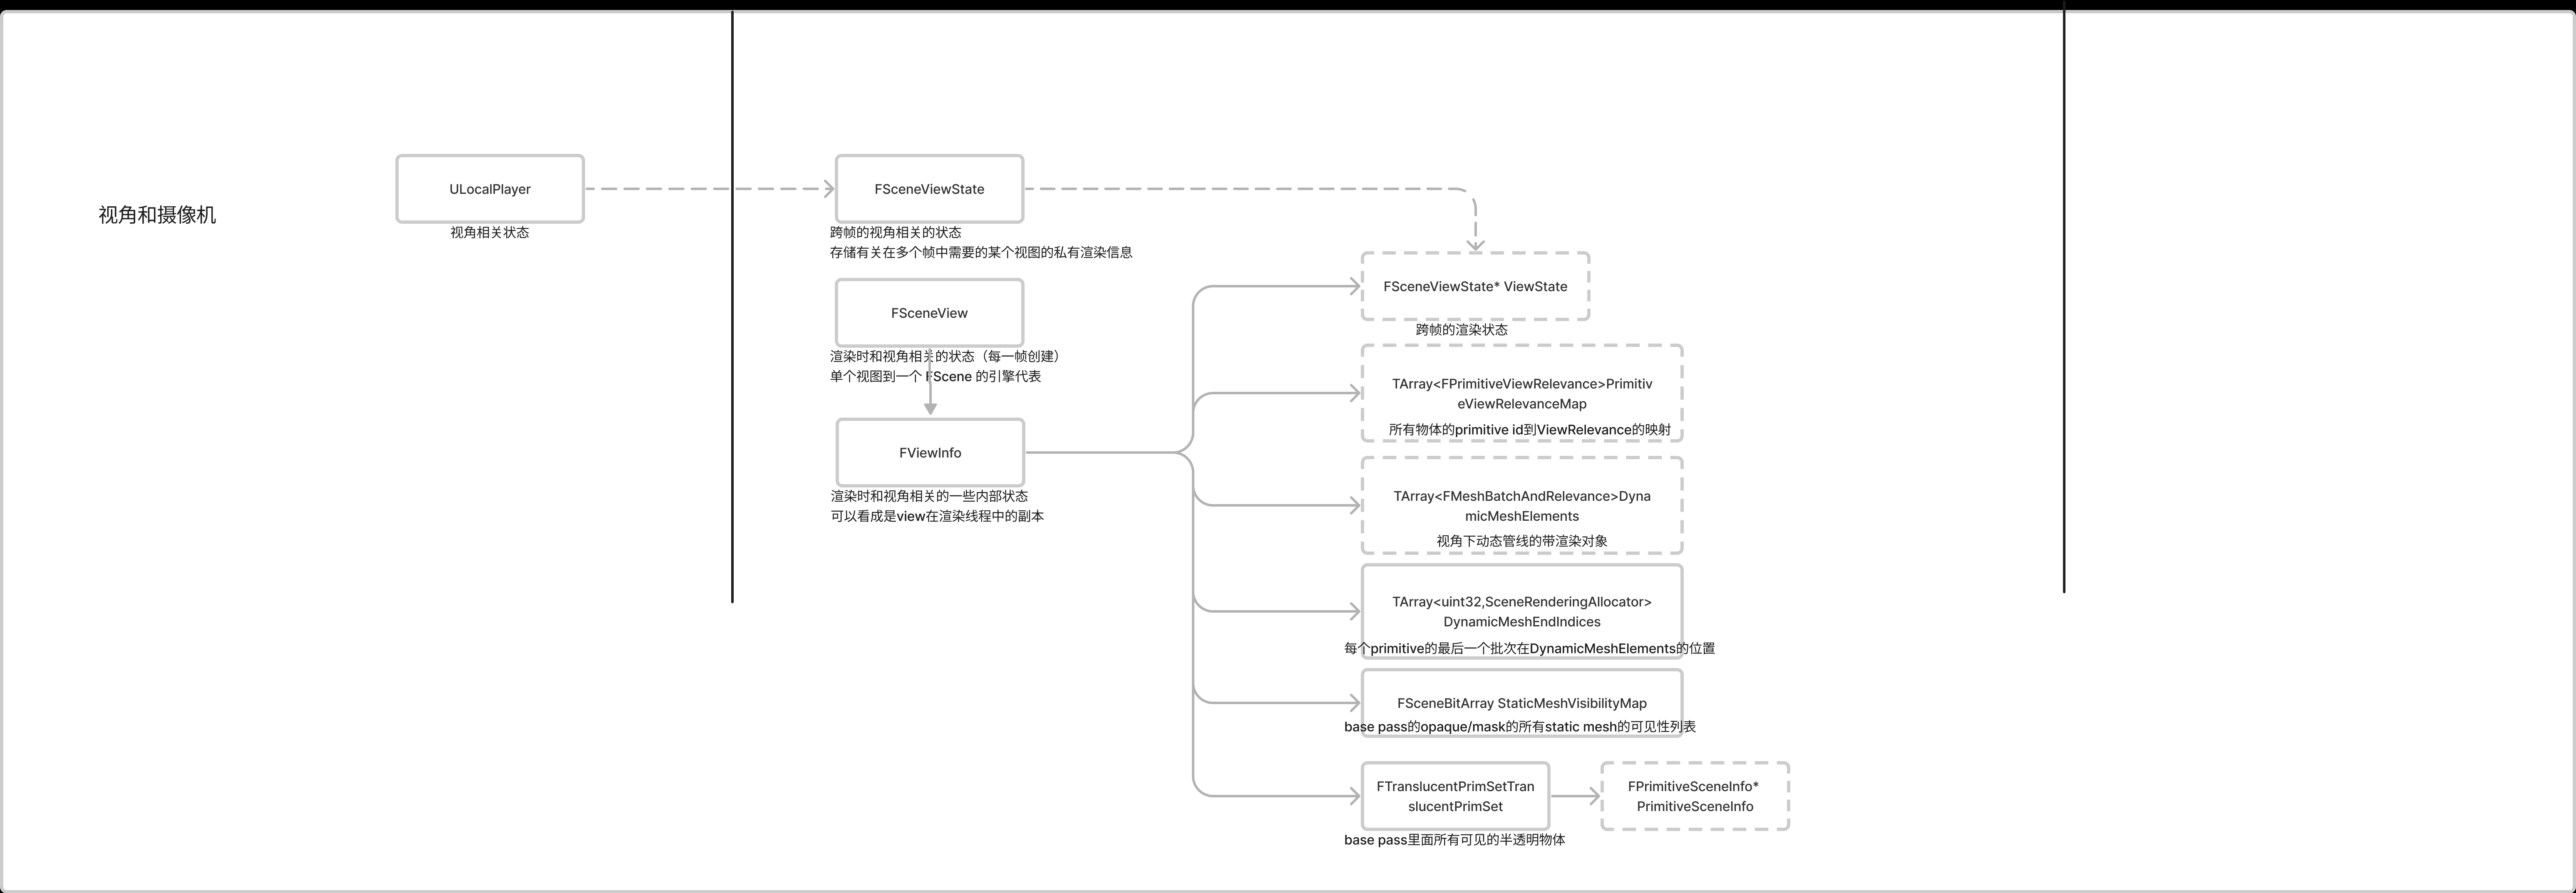 视角和摄像机
ULocalPlayer
视角相关状态
FSceneViewState
跨帧的视角相关的状态
存储有关在多个帧中需要的某个视图的私有渲染信息
FSceneView
渲染时和视角相关的状态（每一帧创建）
单个视图到一个 FScene 的引擎代表
FViewInfo
渲染时和视角相关的一些内部状态
可以看成是view在渲染线程中的副本
FSceneViewState* ViewState
跨帧的渲染状态
TArray<FPrimitiveViewRelevance>Primitiv
eViewRelevanceMap
所有物体的primitive id到ViewRelevance的映射
TArray<FMeshBatchAndRelevance>Dyna
micMeshElements
视角下动态管线的带渲染对象
TArray<uint32,SceneRenderingAllocator>
DynamicMeshEndIndices
每个primitive的最后一个批次在DynamicMeshElements的位置
FSceneBitArray StaticMeshVisibilityMap
base pass的opaque/mask的所有static mesh的可见性列表
FTranslucentPrimSetTran
slucentPrimSet
base pass里面所有可见的半透明物体
FPrimitiveSceneInfo*
PrimitiveSceneInfo